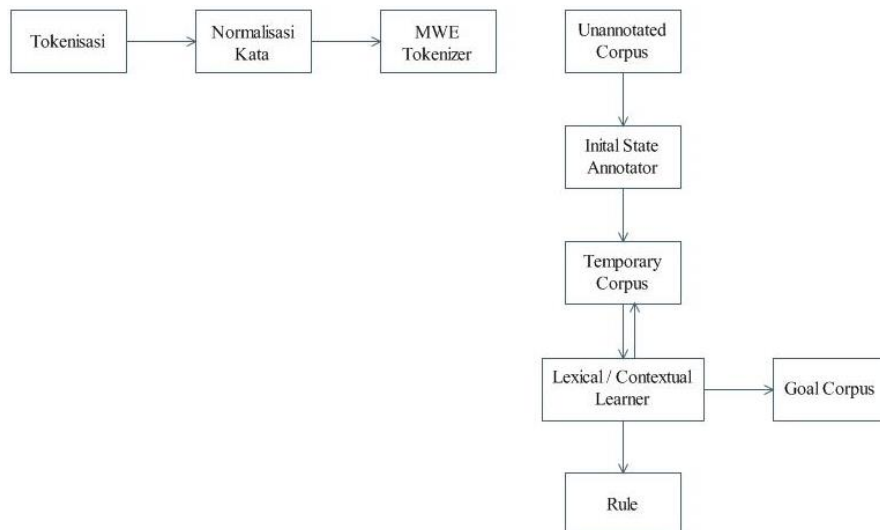 Tokenisasi
Normalisasi
Kata
MWE
Tokenizer
Unannotated
Corpus
Inital State
Annotator
Temporary
Corpus
Lexical / Contextual
Learner
Goal Corpus
Rule